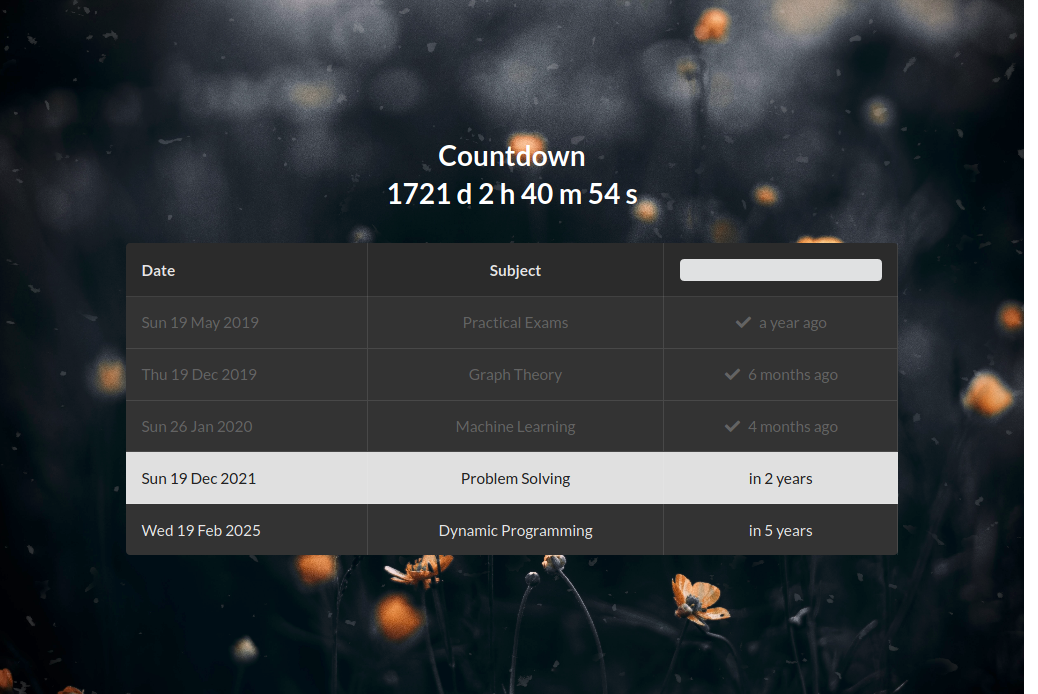 Countdown
1721 d 2 h 40 m 54 s
Date Subject
Sun 19 May 2019 Practical Exams a year ago
Thu 19 Dec 2019 Graph Theory 6 months ago
Sun 26 Jan 2020 Machine Learning 4 months ago
Sun 19 Dec 2021 Problem Solving in 2 years
Wed 19 Feb 2025 Dynamic Programming in 5 years